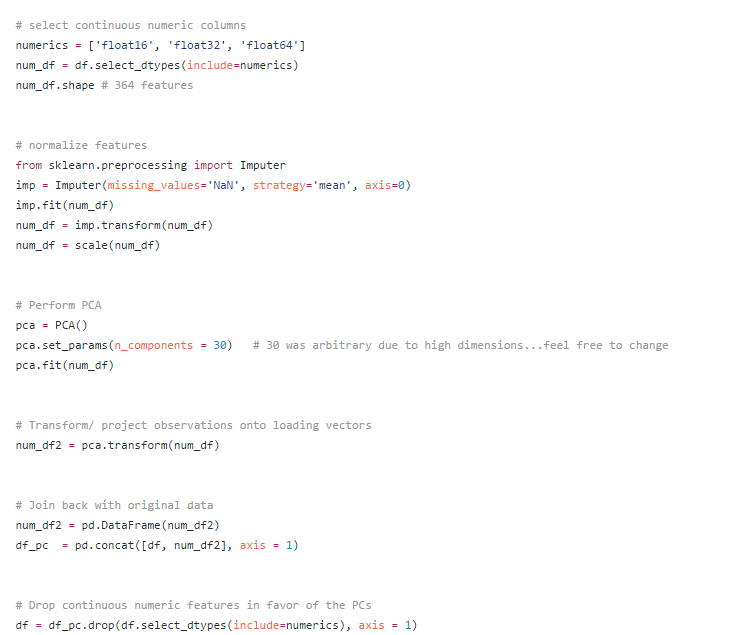 # select continuous numeric columns
numerics = ['float16', 'float32', 'float64']
num_df = df.select_dtypes(include=numerics)
num_df.shape # 364 features
# normalize features
from sklearn.preprocessing import Imputer
imp = Imputer(missing_values='NaN', strategy='mean', axis=0)
imp.fit(num_df)
num_df = imp.transform(num_df)
num_df = scale(num_df)
# Perform PCA
pca = PCA()
pca.set_params(n_components = 30)   # 30 was arbitrary due to high dimensions...feel free to change
pca.fit(num_df)
# Transform/ project observations onto loading vectors
num_df2 = pca.transform(num_df)
# Join back with original data
num_df2 = pd.DataFrame(num_df2)
df_pc  = pd.concat([df, num_df2], axis = 1)
# Drop continuous numeric features in favor of the PCs
df = df_pc.drop(df.select_dtypes(include=numerics), axis = 1)